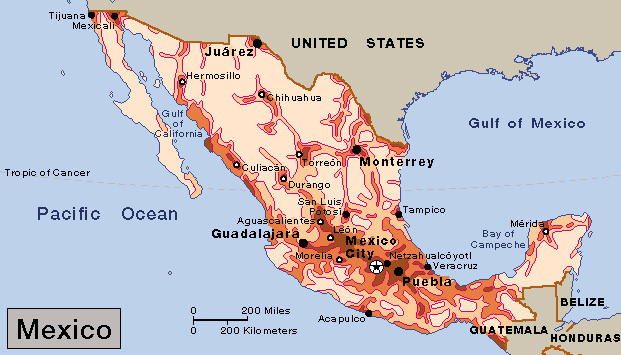 Tijuana
Mexicali
Juárez
UNITED STATES
Hermosillo
Chihuahua
Gulf
of
California
Gulf of Mexico
Torreón
Monterrey
Culiacán
Tropic of Cancer
Durango
San Luis
Potosí
Tampico
Pacific Ocean
Aguascalientes
León
Mérida
Guadalajara
Mexico
City
Bay of
Campeche
Netzahualcóyotl
Morelia
Veracruz
Puebla
0 200 Miles
0 200 Kilometers
Acapulco
BELIZE
GUATEMALA
HONDURAS
Mexico